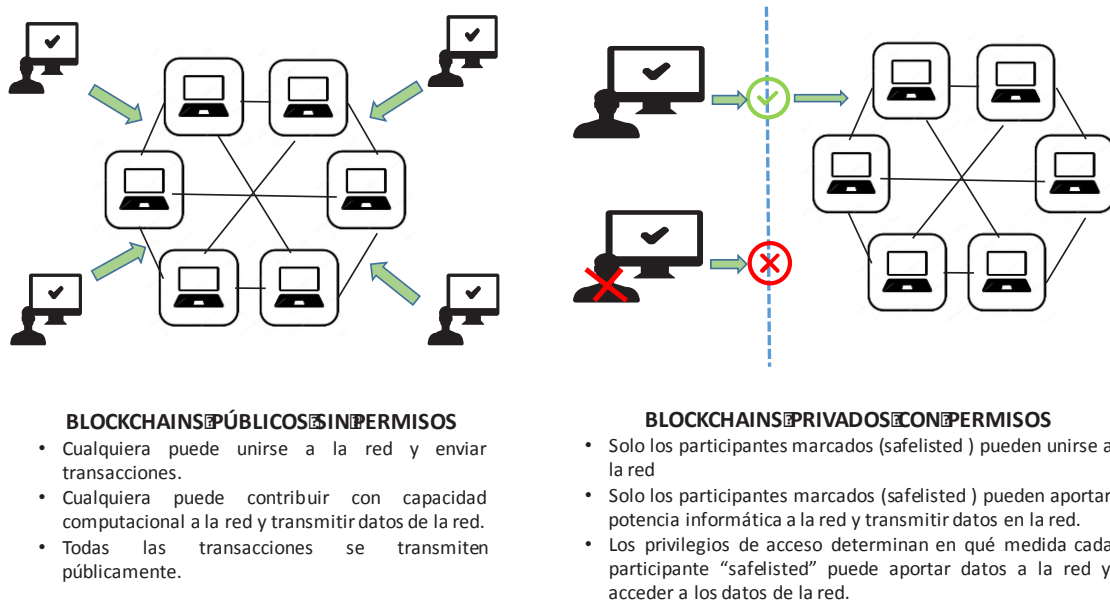 BLOCKCHAINS PÚBLICOS SIN PERMISOS
• Cualquiera puede unirse a la red y enviar
transacciones.
• Cualquiera puede contribuir con capacidad
computacional a la red y transmitir datos de la red.
• Todas las transacciones se transmiten
públicamente.
BLOCKCHAINS PRIVADOS CON PERMISOS
• Solo los participantes marcados (safelisted ) pueden unirse a
la red
• Solo los participantes marcados (safelisted ) pueden aportar
potencia informática a la red y transmitir datos en la red.
• Los privilegios de acceso determinan en qué medida cada
participante “safelisted” puede aportar datos a la red y
acceder a los datos de la red.